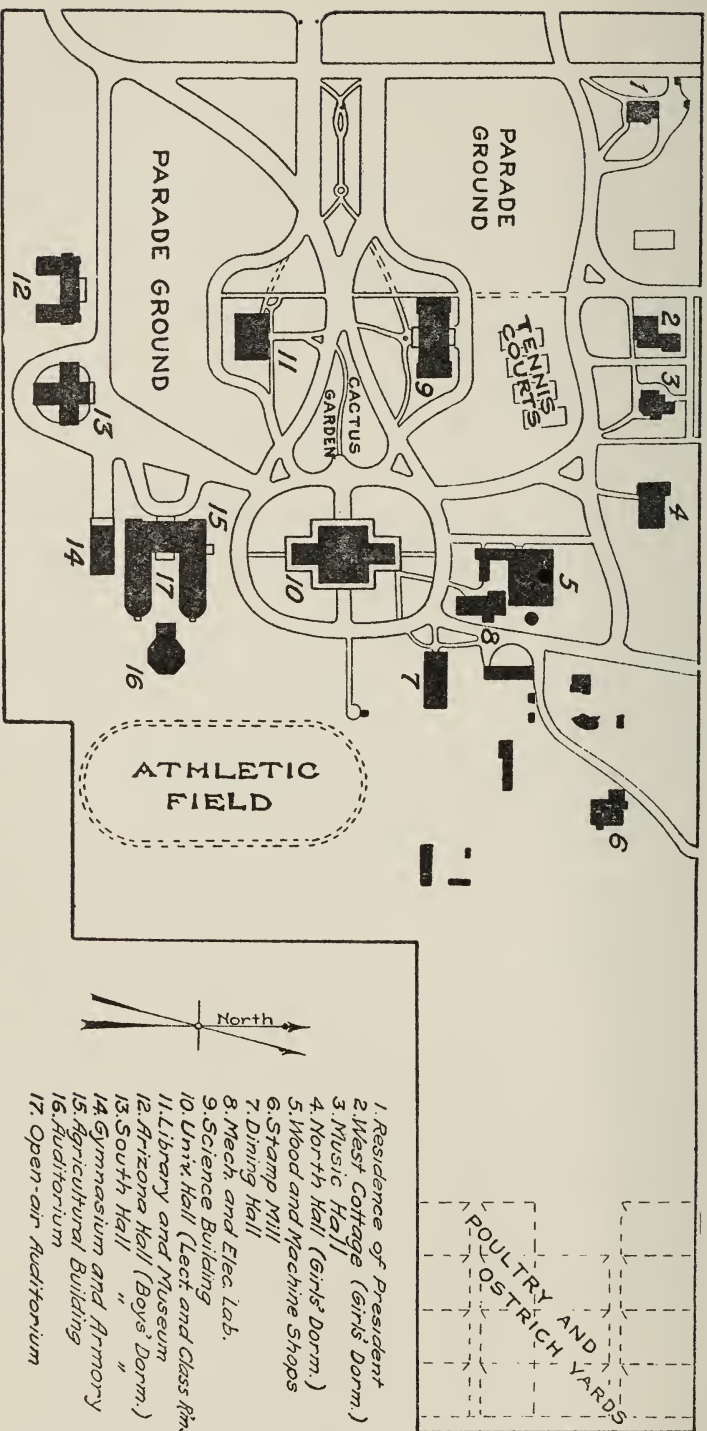 PARADE
GROUND
PARADE GROUND
TENNIS
COURTS
CACTUS
GARDEN
1
2
3
4
5
6
7
8
9
10
11
12
13
14
15
16
17
ATHLETIC
FIELD
North
POULTRY AND
OSTRICH YARDS
1. Residence of President
2. West Cottage (Girls' Dorm.)
3. Music Hall
4. North Hall (Girls' Dorm.)
5. Wood and Machine Shops
6. Stamp Mill
7. Dining Hall
8. Mech. and Elec. Lab.
9. Science Building
10. Univ. Hall (Lect. and Class Rm.
11. Library and Museum
12. Arizona Hall (Boys' Dorm.)
13. South Hall " "
14. Gymnasium and Armory
15. Agricultural Building
16. Auditorium
17. Open-air Auditorium